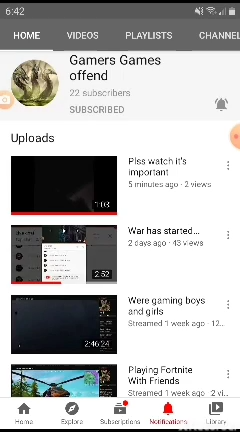 6:42
HOME VIDEOS PLAYLISTS CHANNEL
Gamers Games
offend
22 subscribers
SUBSCRIBED
Uploads
Plss watch it's
important
5 minutes ago · 2 views
1:03
War has started...
2 days ago · 43 views
2:52
Were gaming boys
and girls
Streamed 1 week ago · 12...
2:46:24
Playing Fortnite
With Friends
Streamed 1 week ago · 2 vi...
Home Explore Subscriptions Notifications Library